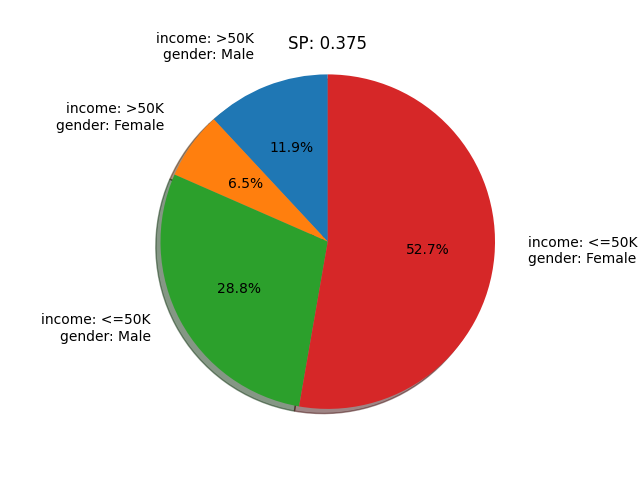 income: >50K
gender: Male
SP: 0.375
income: >50K
gender: Female
11.9%
6.5%
52.7%
income: <=50K
gender: Female
28.8%
income: <=50K
gender: Male